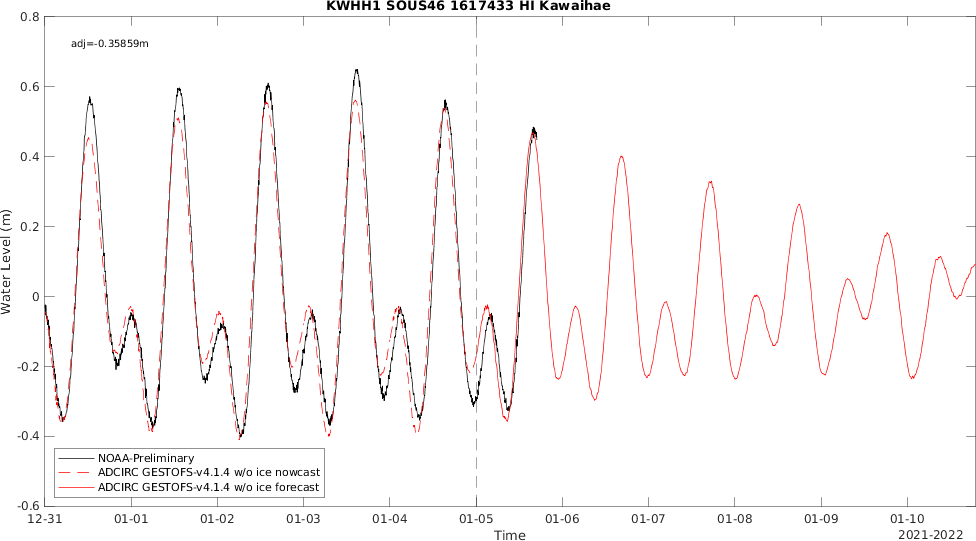 KWHH1 SOUS46 1617433 HI Kawaihae
adj=-0.35859m
0.8
0.6
0.4
0.2
0
-0.2
-0.4
-0.6
Water Level (m)
NOAA-Preliminary
ADCIRC GESTOFS-v4.1.4 w/o ice nowcast
ADCIRC GESTOFS-v4.1.4 w/o ice forecast
12-31 01-01 01-02 01-03 01-04 01-05 01-06 01-07 01-08 01-09 01-10
Time
2021-2022